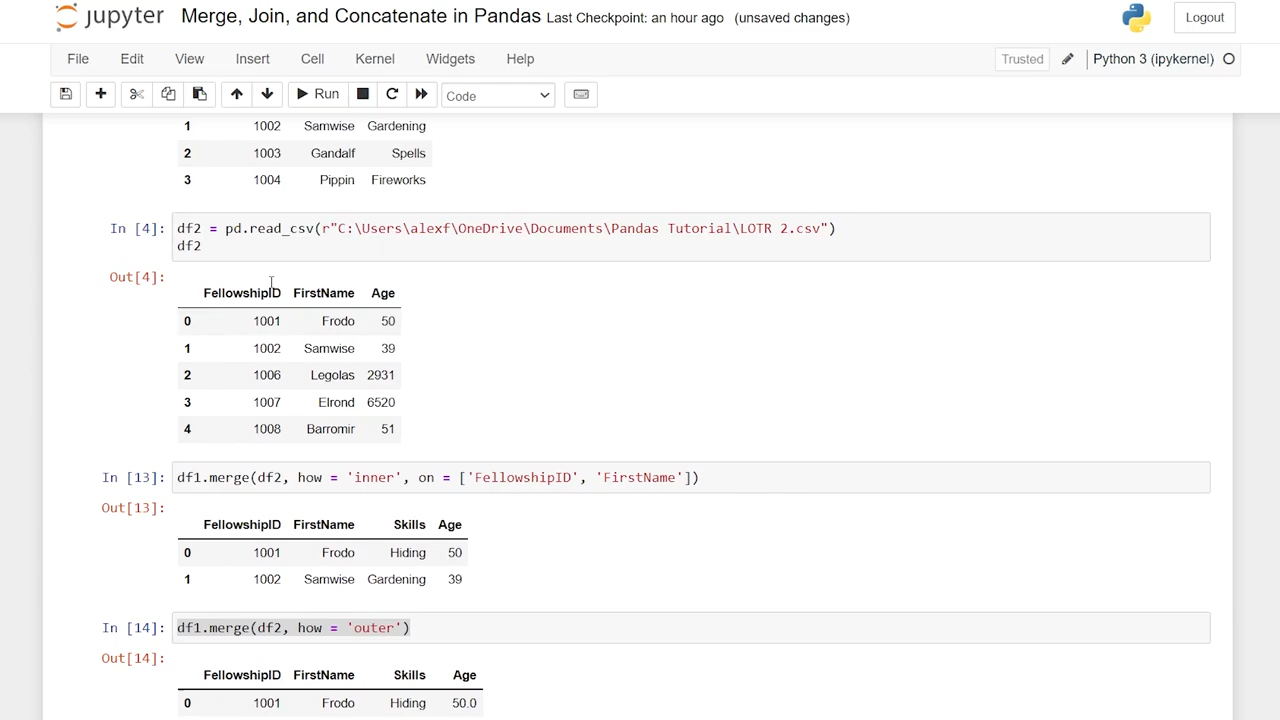 jupyter Merge, Join, and Concatenate in Pandas Last Checkpoint: an hour ago (unsaved changes) Logout
File Edit View Insert Cell Kernel Widgets Help Trusted Python 3 (ipykernel)
Run Code
1 1002 Samwise Gardening
2 1003 Gandalf Spells
3 1004 Pippin Fireworks
In [4]: df2 = pd.read_csv(r"C:\Users\alexf\OneDrive\Documents\Pandas Tutorial\LOTR 2.csv")
df2
Out[4]:
FellowshipID FirstName Age
0 1001 Frodo 50
1 1002 Samwise 39
2 1006 Legolas 2931
3 1007 Elrond 6520
4 1008 Barromir 51
In [13]: df1.merge(df2, how = 'inner', on = ['FellowshipID', 'FirstName'])
Out[13]:
FellowshipID FirstName Skills Age
0 1001 Frodo Hiding 50
1 1002 Samwise Gardening 39
In [14]: df1.merge(df2, how = 'outer')
Out[14]:
FellowshipID FirstName Skills Age
0 1001 Frodo Hiding 50.0